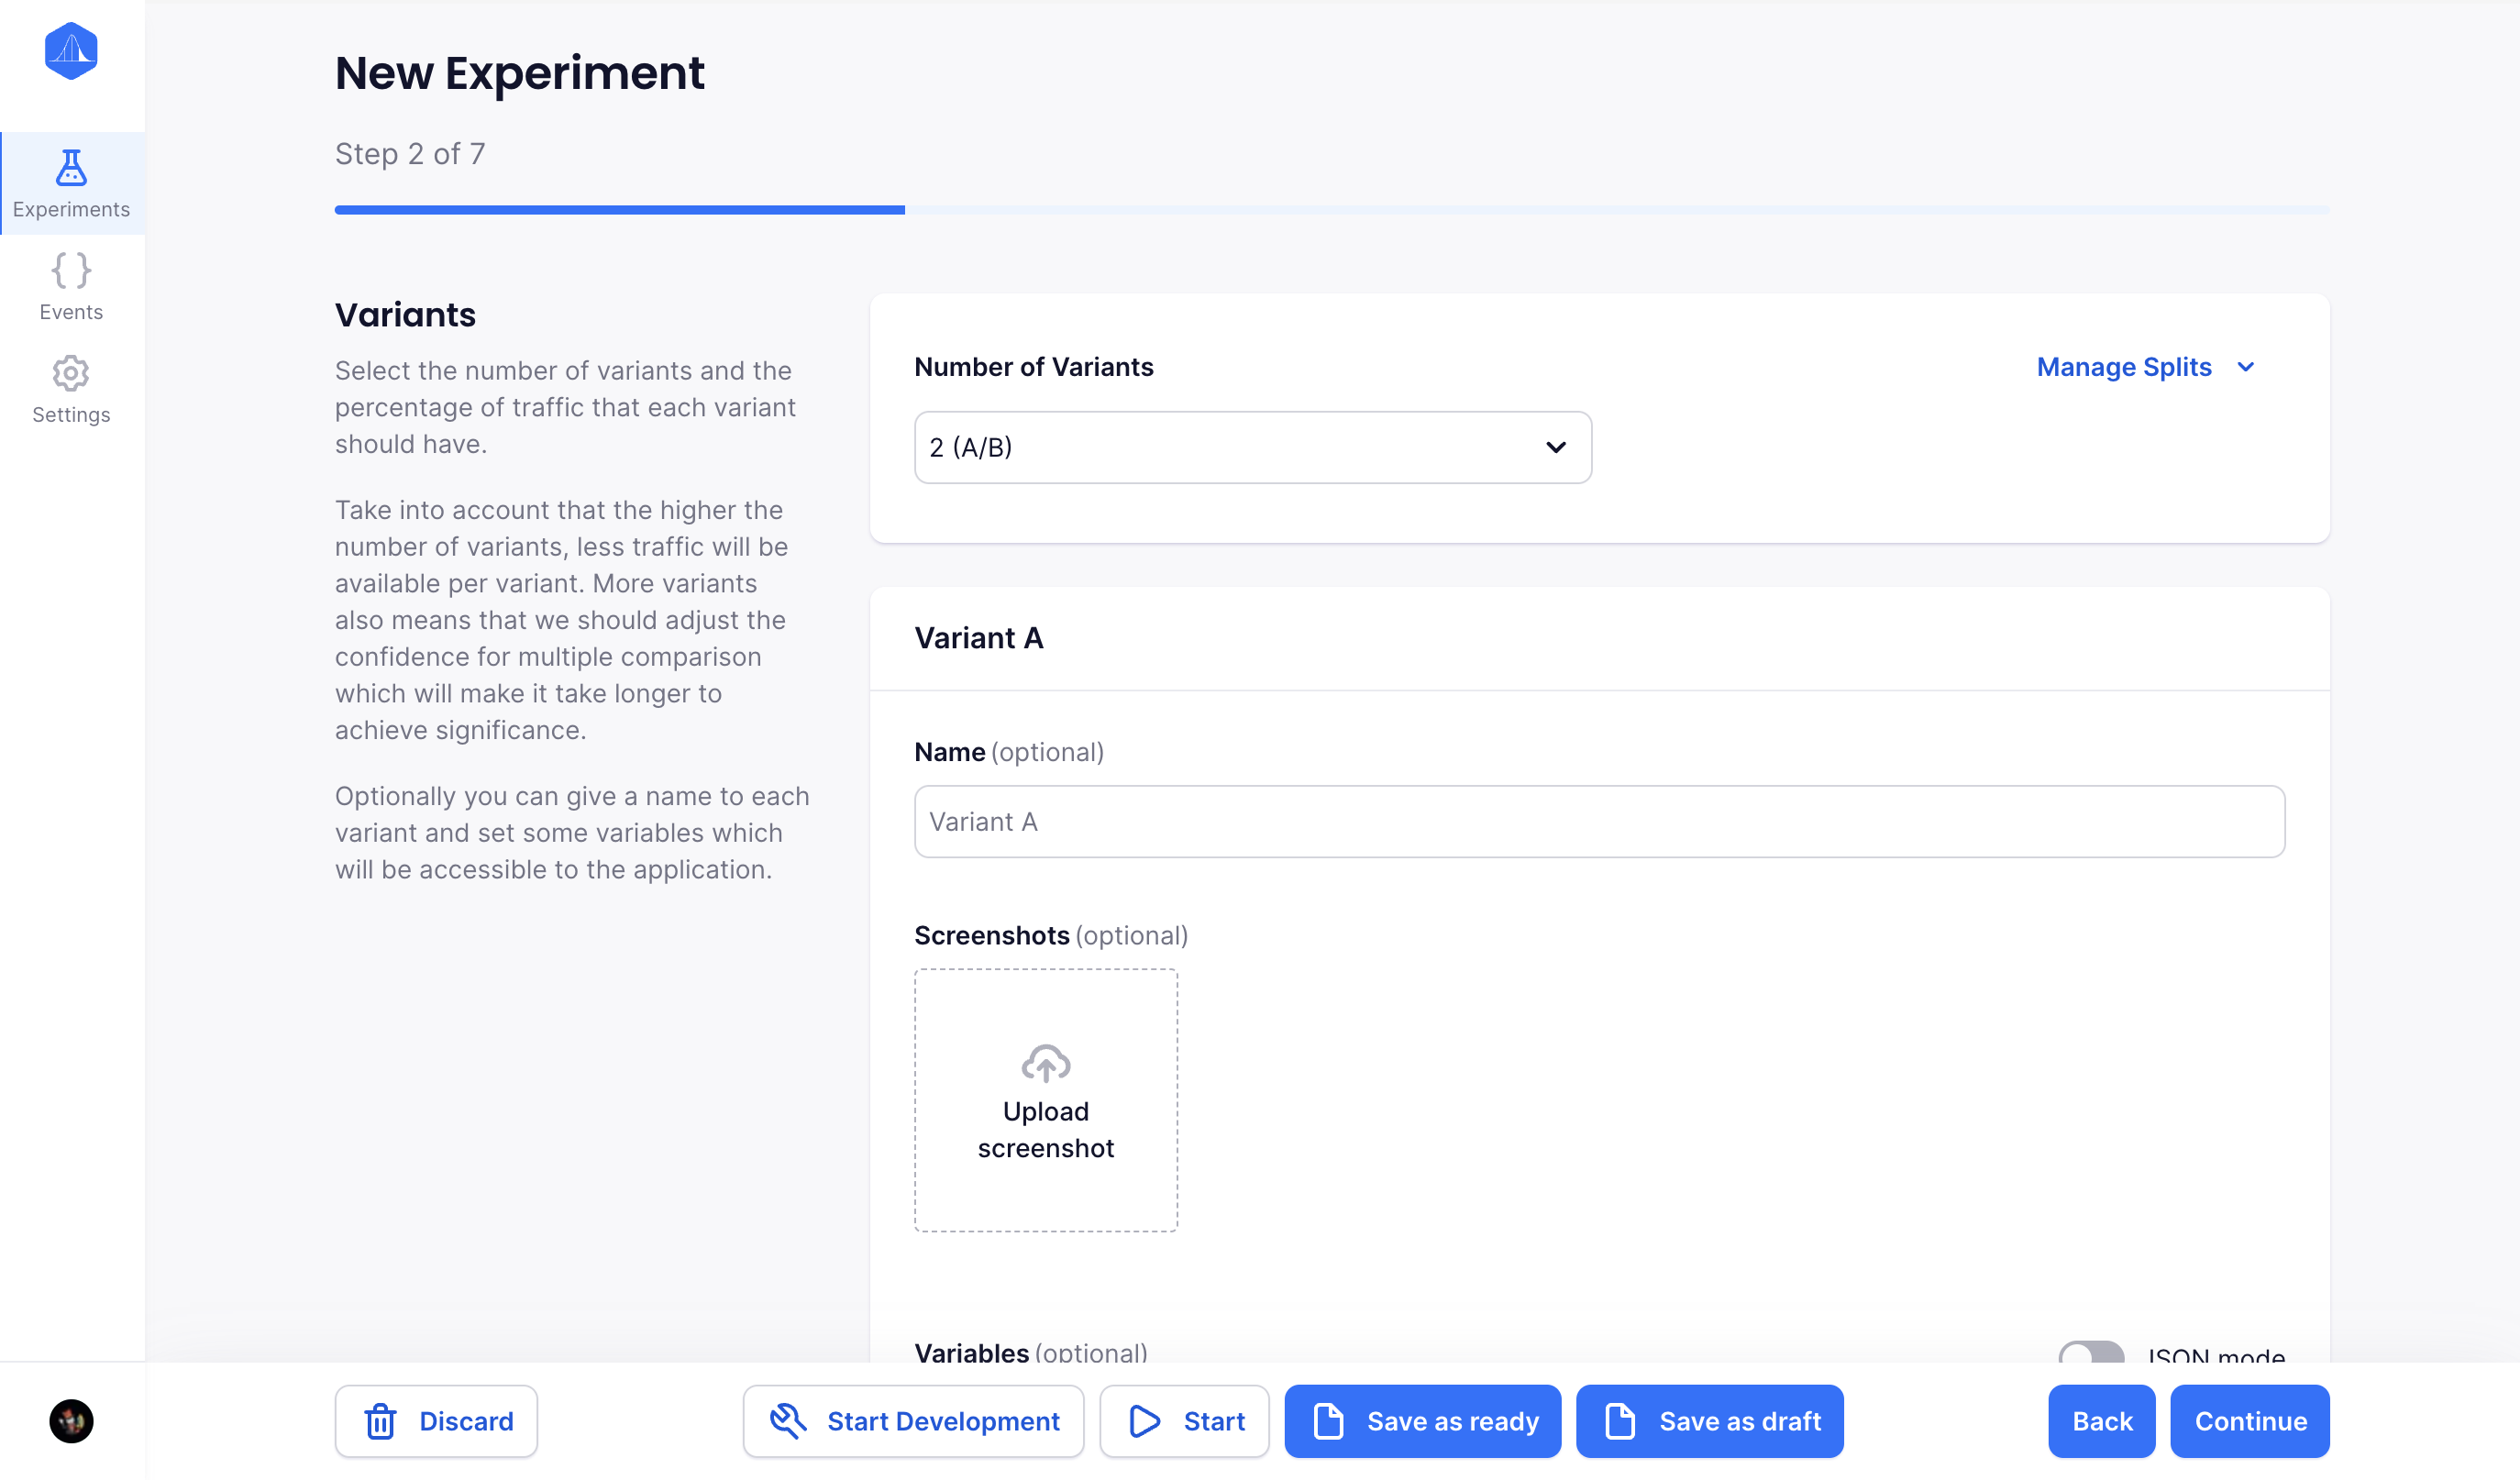 New Experiment
Step 2 of 7
Experiments
Events
Settings
Variants
Select the number of variants and the
percentage of traffic that each variant
should have.
Take into account that the higher the
number of variants, less traffic will be
available per variant. More variants
also means that we should adjust the
confidence for multiple comparison
which will make it take longer to
achieve significance.
Optionally you can give a name to each
variant and set some variables which
will be accessible to the application.
Number of Variants
Manage Splits
2 (A/B)
Variant A
Name (optional)
Variant A
Screenshots (optional)
Upload
screenshot
Variables (optional)
JSON mode
Discard
Start Development
Start
Save as ready
Save as draft
Back
Continue